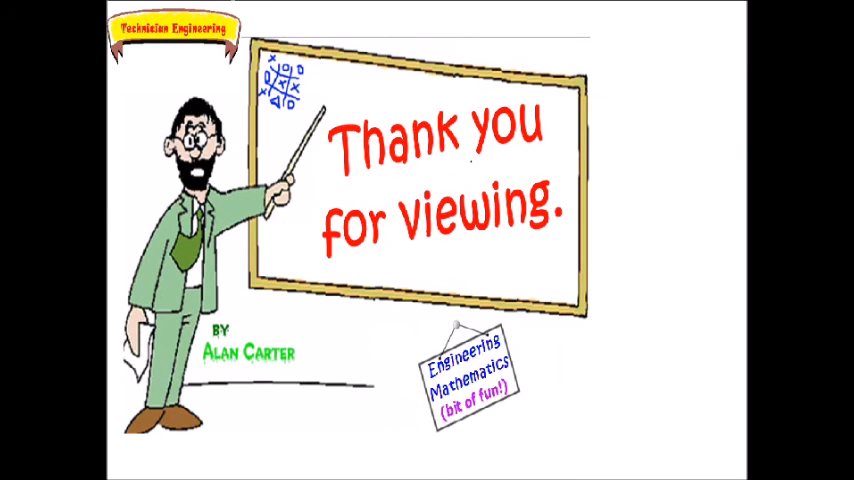 Technician Engineering
Thank you
for viewing.
BY
ALAN CARTER
Engineering
Mathematics
(bit of fun!)